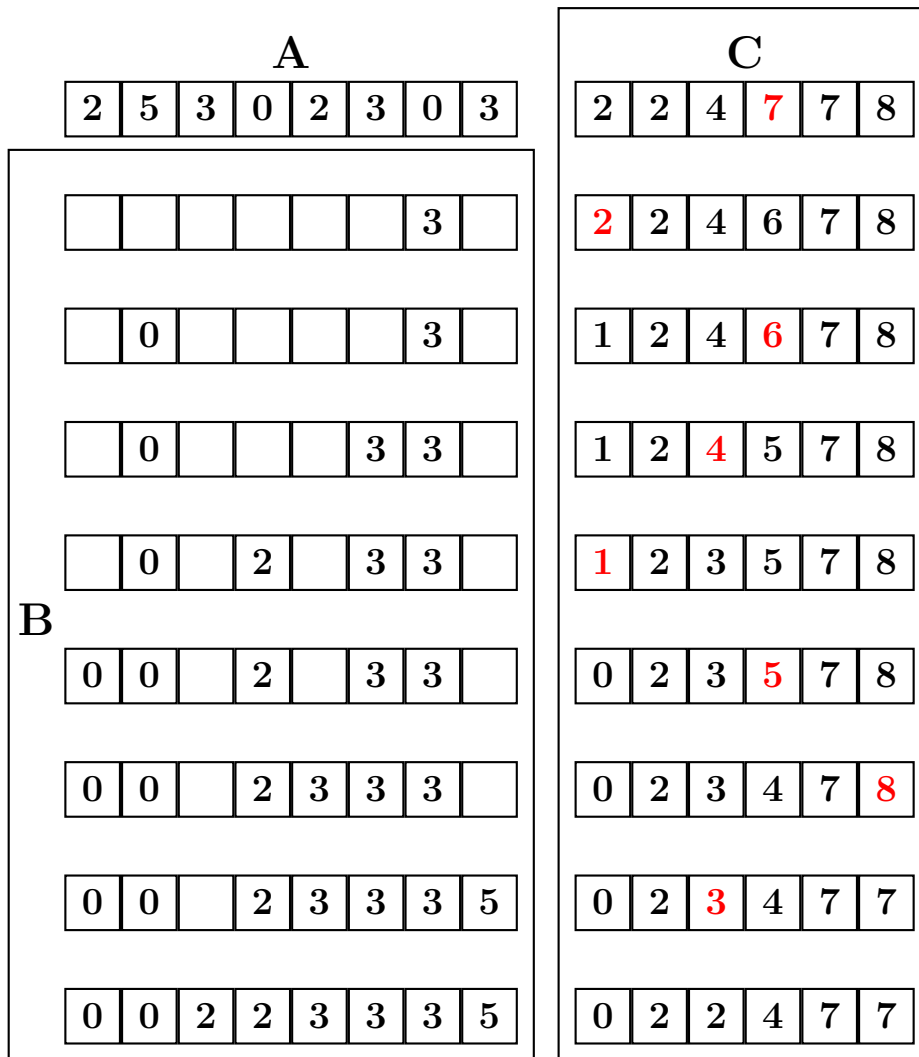 A C
2 5 3 0 2 3 0 3 2 2 4 7 7 8
3 2 2 4 6 7 8
0 3 1 2 4 6 7 8
0 3 3 1 2 4 5 7 8
0 2 3 3 1 2 3 5 7 8
B
0 0 2 3 3 0 2 3 5 7 8
0 0 2 3 3 3 0 2 3 4 7 8
0 0 2 3 3 3 5 0 2 3 4 7 7
0 0 2 2 3 3 3 5 0 2 2 4 7 7